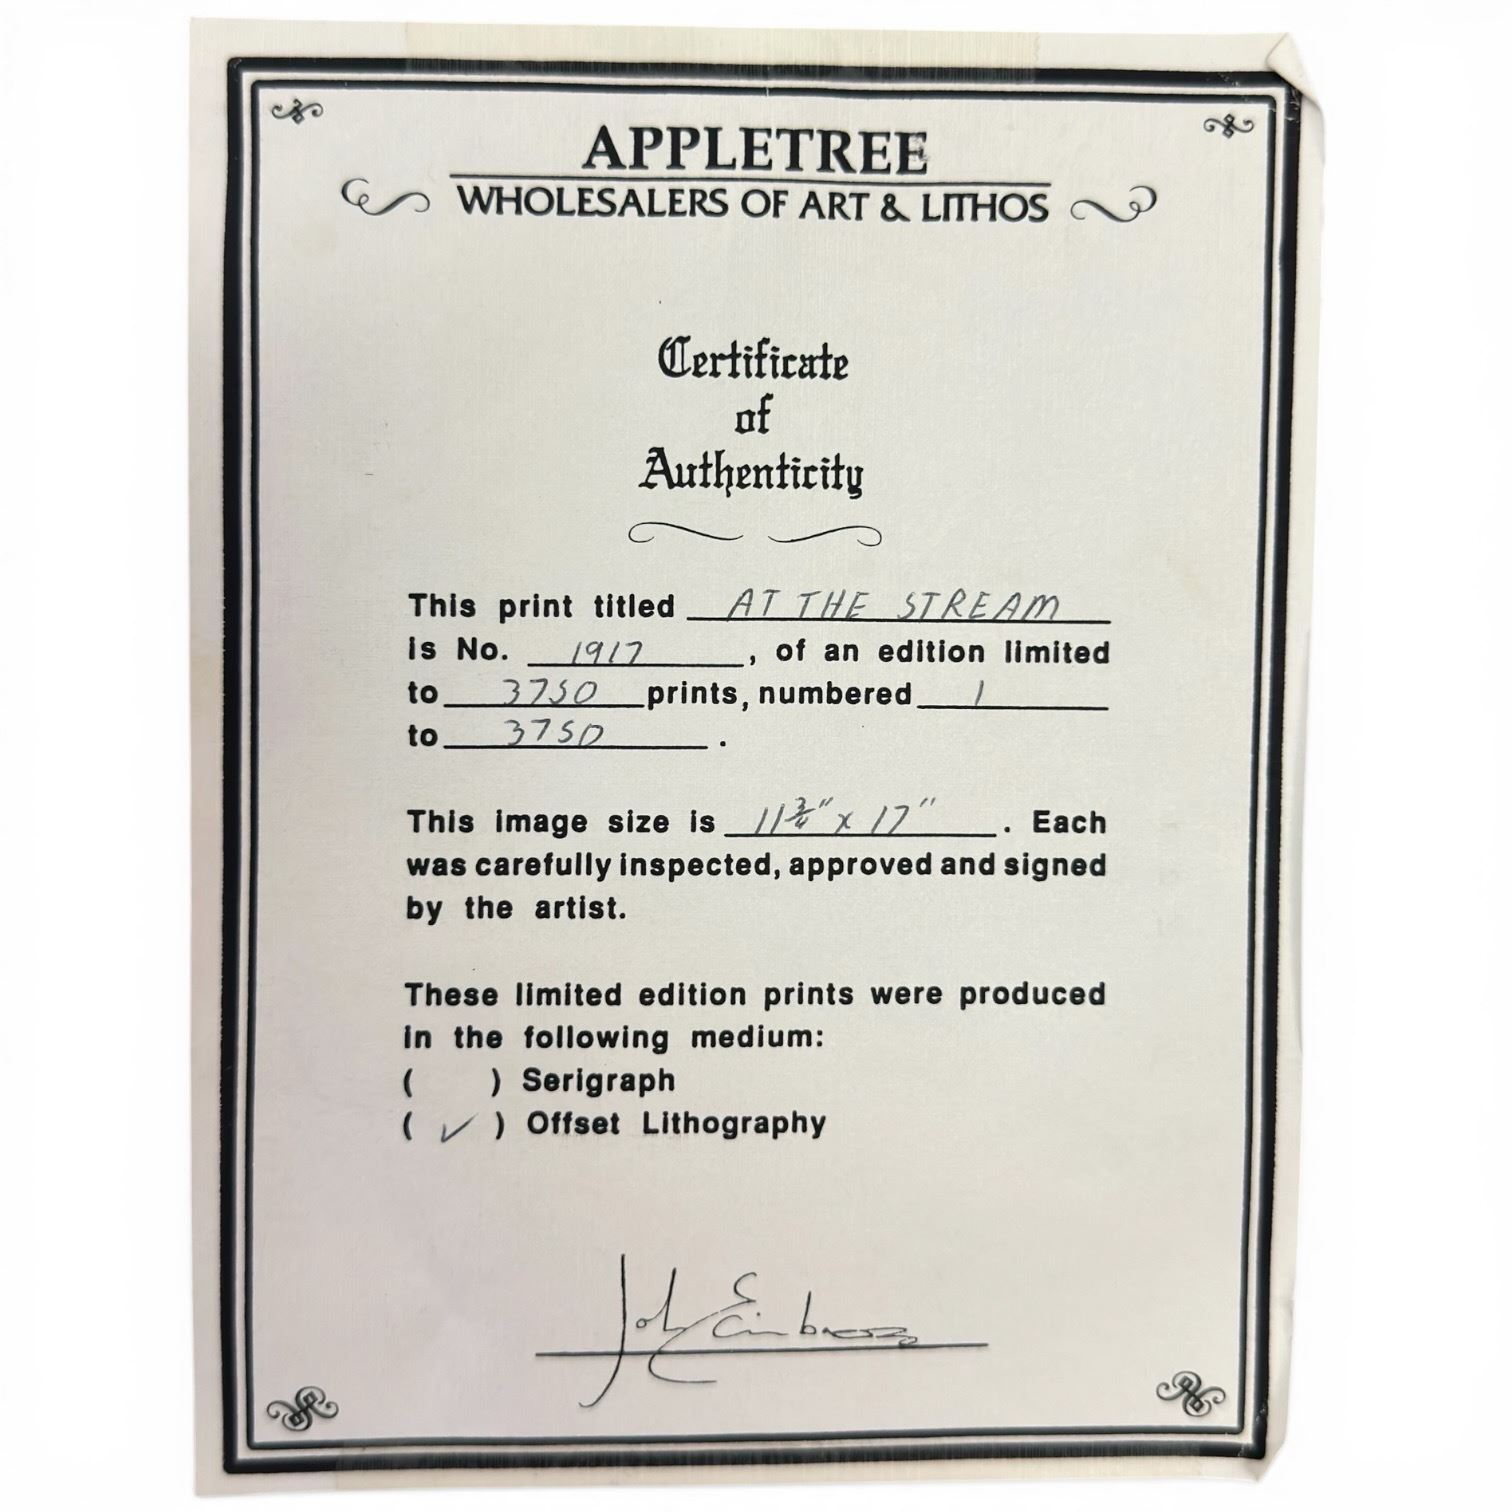 APPLETREE
WHOLESALERS OF ART & LITHOS
Certificate
of
Authenticity
This print titled AT THE STREAM
is No. 1917, of an edition limited
to 3750 prints, numbered 1
to 3750.
This image size is 11 3/4" x 17". Each
was carefully inspected, approved and signed
by the artist.
These limited edition prints were produced
in the following medium:
( ) Serigraph
( ✓ ) Offset Lithography
John